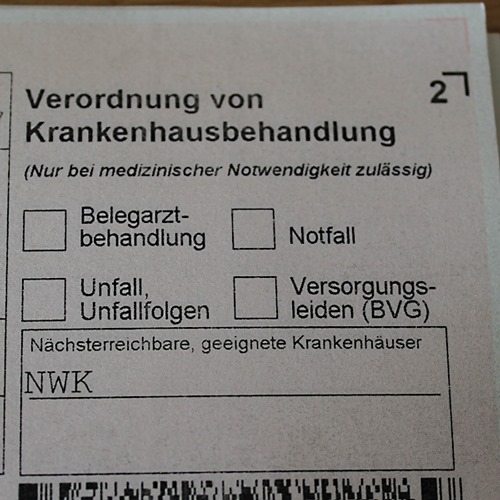 2
Verordnung von
Krankenhausbehandlung
(Nur bei medizinischer Notwendigkeit zulässig)
Belegarzt-
behandlung
Notfall
Unfall,
Unfallfolgen
Versorgungs-
leiden (BVG)
Nächsterreichbare, geeignete Krankenhäuser
NWK